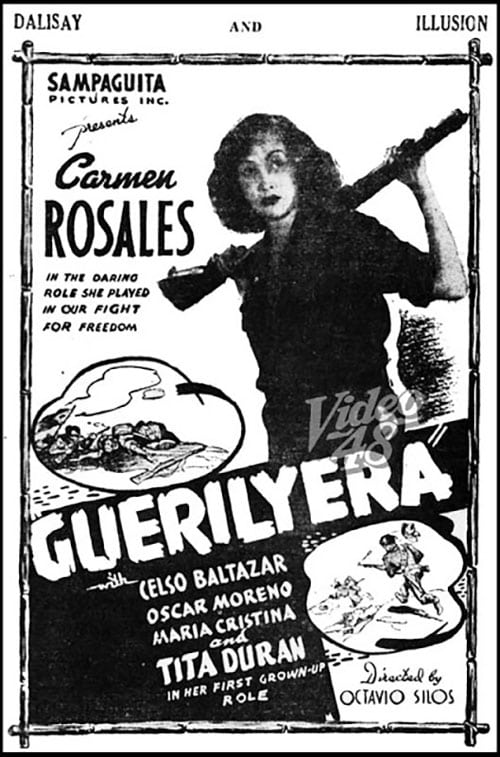 DALISAY AND ILLUSION
SAMPAGUITA
PICTURES INC.
presents
Carmen
ROSALES
IN THE DARING
ROLE SHE PLAYED
IN OUR FIGHT
FOR FREEDOM
Video
48
GUERILYERA
with CELSO BALTAZAR
OSCAR MORENO
MARIA CRISTINA
and
TITA DURAN
IN HER FIRST GROWN-UP
ROLE
Directed by
OCTAVIO SILOS